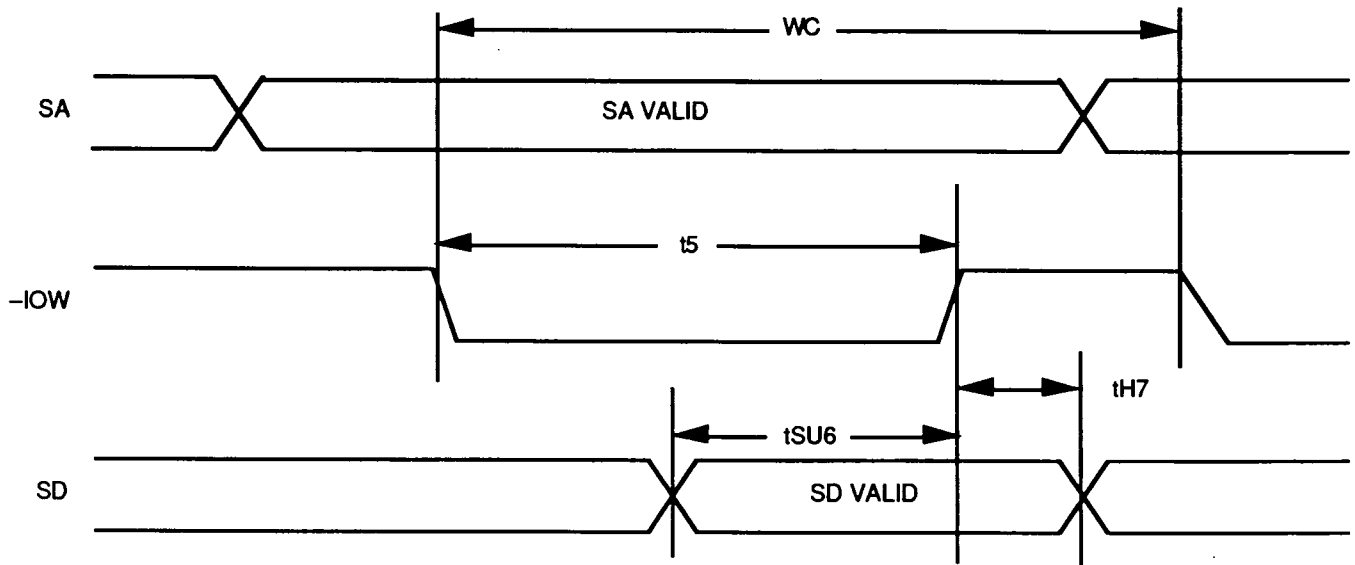 WC
SA
SA VALID
t5
–IOW
tH7
tSU6
SD
SD VALID